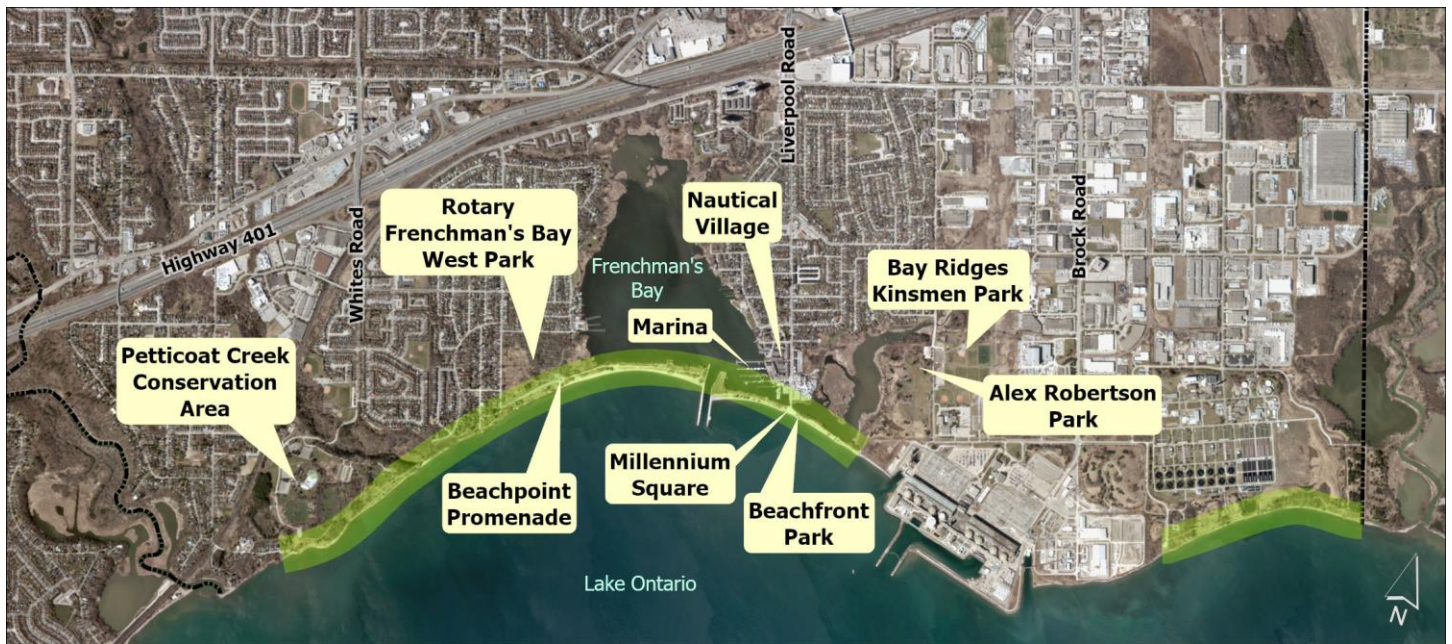 Highway 401
Whites Road
Liverpool Road
Brock Road
Rotary
Frenchman's Bay
West Park
Nautical
Village
Frenchman's
Bay
Bay Ridges
Kinsmen Park
Marina
Petticoat Creek
Conservation
Area
Alex Robertson
Park
Beachpoint
Promenade
Millennium
Square
Beachfront
Park
Lake Ontario
N